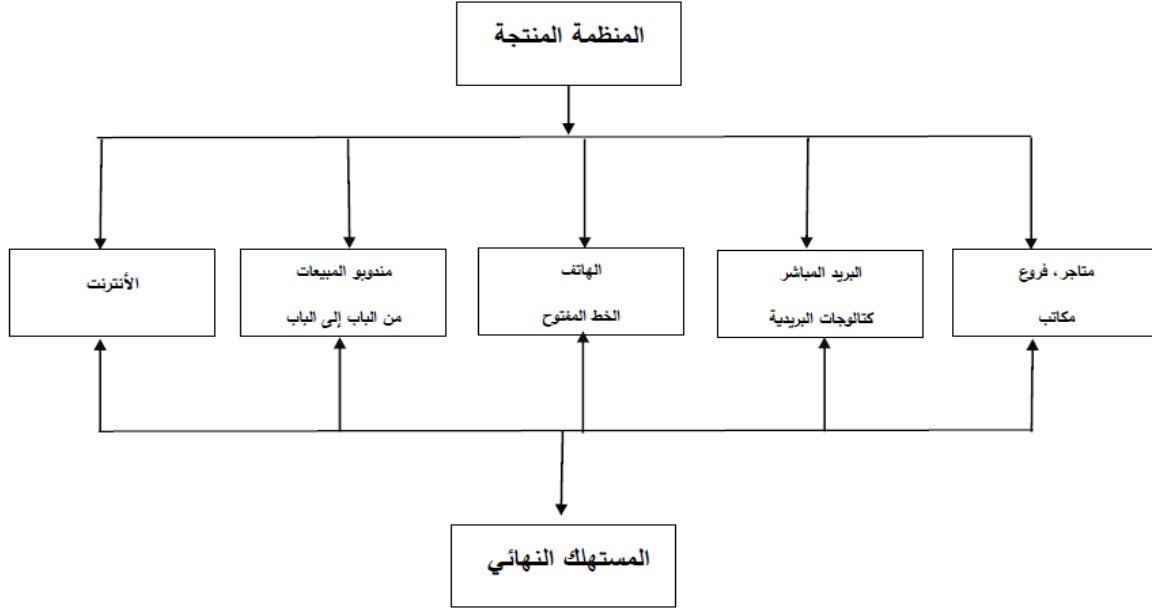 المنظمة المنتجة
متاجر، فروع
مكاتب
البريد المباشر
كتالوجات البريدية
الهاتف
الخط المفتوح
مندوبو المبيعات
من الباب إلى الباب
الأنترنت
المستهلك النهائي